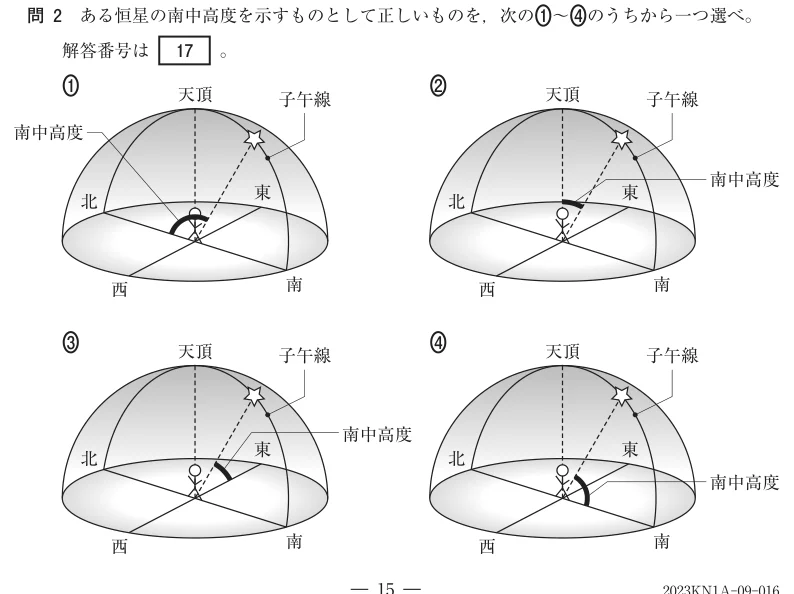 問 2 ある恒星の南中高度を示すものとして正しいものを，次の①～④のうちから一つ選べ。
解答番号は 17 。
①
天頂
子午線
南中高度
東
北
西
南
②
天頂
子午線
東
南中高度
北
西
南
③
天頂
子午線
東
南中高度
北
西
南
④
天頂
子午線
東
北
南中高度
西
南
― 15 ―
2023KN1A-09-016